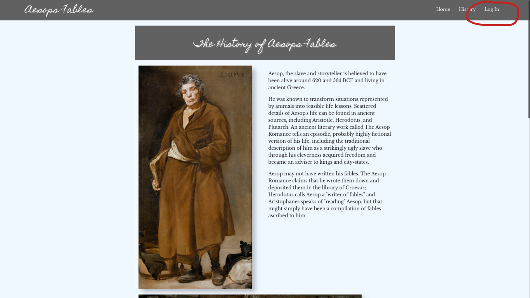 Aesops Fables
Home History Log In
The History of Aesops Fables
Aesop, the slave and storyteller is believed to have
been alive around 620 and 564 BCE and living in
ancient Greece.
He was known to transform situations represented
by animals into feasible life lessons. Scattered
details of Aesop's life can be found in ancient
sources, including Aristotle, Herodotus, and
Plutarch. An ancient literary work called The Aesop
Romance tells an episodic, probably highly fictional
version of his life, including the traditional
description of him as a strikingly ugly slave who
through his cleverness acquired freedom and
became an adviser to kings and city-states.
Aesop may not have written his fables. The Aesop
Romance claims that he wrote them down and
deposited them in the library of Croesus;
Herodotus calls Aesop a "writer of fables" and
Aristophanes speaks of "reading" Aesop, but that
might simply have been a compilation of fables
ascribed to him